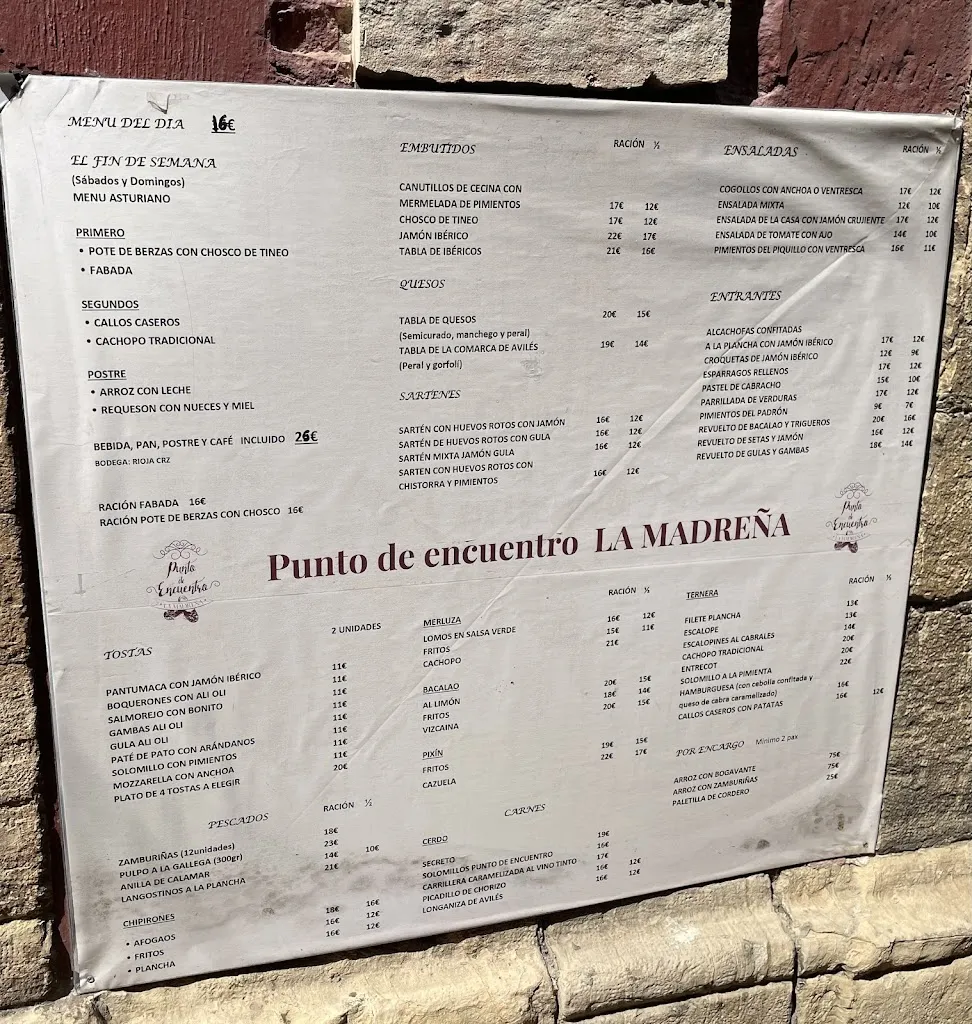 MENU DEL DIA 16€
EL FIN DE SEMANA
(Sábados y Domingos)
MENU ASTURIANO
PRIMERO
• POTE DE BERZAS CON CHOSCO DE TINEO
• FABADA
SEGUNDOS
• CALLOS CASEROS
• CACHOPO TRADICIONAL
POSTRE
• ARROZ CON LECHE
• REQUESON CON NUECES Y MIEL
BEBIDA, PAN, POSTRE Y CAFÉ INCLUIDO 26€
BODEGA: RIOJA CRZ
RACIÓN FABADA 16€
RACIÓN POTE DE BERZAS CON CHOSCO 16€
EMBUTIDOS RACIÓN ½
CANUTILLOS DE CECINA CON
MERMELADA DE PIMIENTOS 17€ 12€
CHOSCO DE TINEO 17€ 12€
JAMÓN IBÉRICO 22€ 17€
TABLA DE IBÉRICOS 21€ 16€
QUESOS
TABLA DE QUESOS 20€ 15€
(Semicurado, manchego y peral)
TABLA DE LA COMARCA DE AVILÉS 19€ 14€
(Peral y gorfolí)
SARTENES
SARTÉN CON HUEVOS ROTOS CON JAMÓN 16€ 12€
SARTÉN DE HUEVOS ROTOS CON GULA 16€ 12€
SARTÉN MIXTA JAMÓN GULA 16€ 12€
SARTEN CON HUEVOS ROTOS CON
CHISTORRA Y PIMIENTOS 16€ 12€
ENSALADAS RACIÓN ½
COGOLLOS CON ANCHOA O VENTRESCA 17€ 12€
ENSALADA MIXTA 12€ 10€
ENSALADA DE LA CASA CON JAMÓN CRUJIENTE 17€ 12€
ENSALADA DE TOMATE CON AJO 14€ 10€
PIMIENTOS DEL PIQUILLO CON VENTRESCA 16€ 11€
ENTRANTES
ALCACHOFAS CONFITADAS
A LA PLANCHA CON JAMÓN IBÉRICO 17€ 12€
CROQUETAS DE JAMÓN IBÉRICO 12€ 9€
ESPARRAGOS RELLENOS 17€ 12€
PASTEL DE CABRACHO 15€ 10€
PARRILLADA DE VERDURAS 17€ 12€
PIMIENTOS DEL PADRÓN 9€ 7€
REVUELTO DE BACALAO Y TRIGUEROS 20€ 16€
REVUELTO DE SETAS Y JAMÓN 16€ 12€
REVUELTO DE GULAS Y GAMBAS 18€ 14€
Punto de Encuentro
LA MADREÑA
Punto de encuentro LA MADREÑA
Punto de Encuentro
LA MADREÑA
TOSTAS 2 UNIDADES
PANTUMACA CON JAMÓN IBÉRICO 11€
BOQUERONES CON ALI OLI 11€
SALMOREJO CON BONITO 11€
GAMBAS ALI OLI 11€
GULA ALI OLI 11€
PATÉ DE PATO CON ARÁNDANOS 11€
SOLOMILLO CON PIMIENTOS 11€
MOZZARELLA CON ANCHOA 11€
PLATO DE 4 TOSTAS A ELEGIR 20€
PESCADOS RACIÓN ½
ZAMBURIÑAS (12unidades) 18€
PULPO A LA GALLEGA (300gr) 23€
ANILLA DE CALAMAR 14€ 10€
LANGOSTINOS A LA PLANCHA 21€
CHIPIRONES
• AFOGAOS 18€ 16€
• FRITOS 16€ 12€
• PLANCHA 16€ 12€
RACIÓN ½
MERLUZA
LOMOS EN SALSA VERDE 16€ 12€
FRITOS 15€ 11€
CACHOPO 21€
BACALAO
AL LIMÓN 20€ 15€
FRITOS 18€ 14€
VIZCAINA 20€ 15€
PIXÍN
FRITOS 19€ 15€
CAZUELA 22€ 17€
CARNES
CERDO
SECRETO 19€
SOLOMILLOS PUNTO DE ENCUENTRO 16€
CARRILLERA CARAMELIZADA AL VINO TINTO 17€
PICADILLO DE CHORIZO 16€ 12€
LONGANIZA DE AVILÉS 16€ 12€
TERNERA RACIÓN ½
FILETE PLANCHA 13€
ESCALOPE 13€
ESCALOPINES AL CABRALES 14€
CACHOPO TRADICIONAL 20€
ENTRECOT 20€
SOLOMILLO A LA PIMIENTA 22€
HAMBURGUESA (con cebolla confitada y
queso de cabra caramelizado) 16€
CALLOS CASEROS CON PATATAS 16€ 12€
POR ENCARGO Mínimo 2 pax
ARROZ CON BOGAVANTE 75€
ARROZ CON ZAMBURIÑAS 75€
PALETILLA DE CORDERO 25€